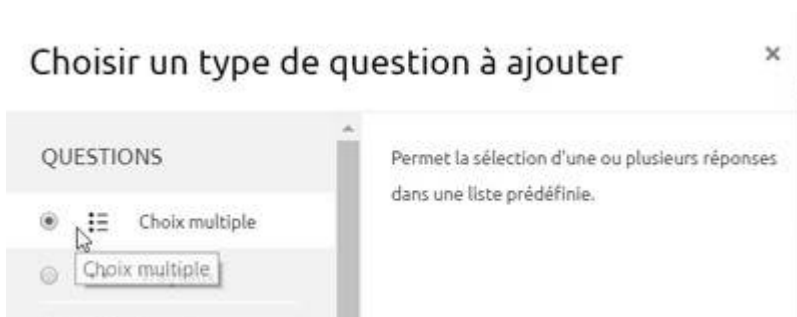 Choisir un type de question à ajouter
×
QUESTIONS
Permet la sélection d'une ou plusieurs réponses
dans une liste prédéfinie.
Choix multiple
Choix multiple